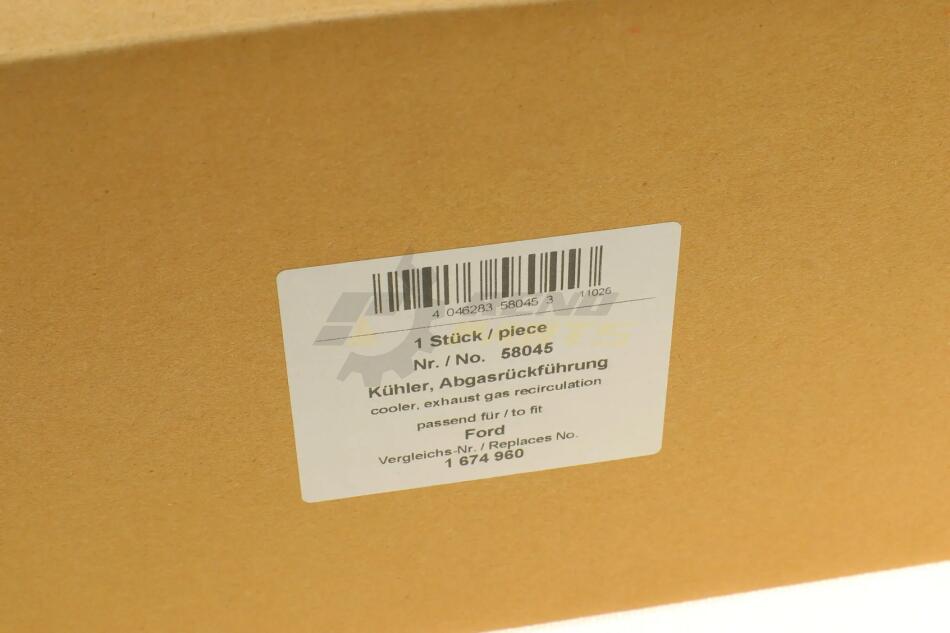 4 046283 58045 3
11026
1 Stück / piece
Nr. / No. 58045
Kühler, Abgasrückführung
cooler, exhaust gas recirculation
passend für / to fit
Ford
Vergleichs-Nr. / Replaces No.
1 674 960